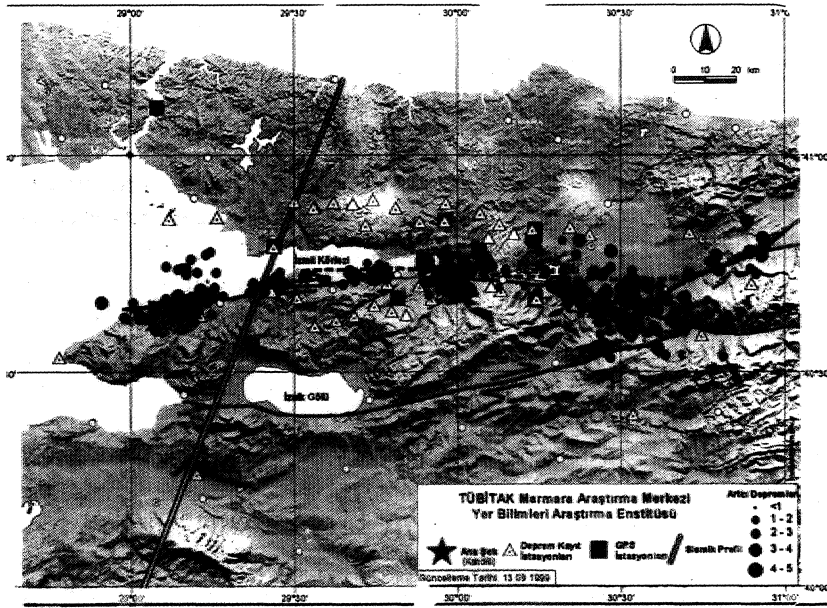 29°00' 29°30' 30°00' 30°30' 31°0
0 10 20 km
41°00
İzmit Körfezi
40°30
İznik Gölü
TÜBİTAK Marmara Araştırma Merkezi
Yer Bilimleri Araştırma Enstitüsü
Ana Şok
Deprem Kayıt
İstasyonları
GPS
İstasyonları
Sismik Profil
Artçı Depremler
<1
1 - 2
2 - 3
3 - 4
4 - 5
Güncelleme Tarihi: 13 09 1999
29°00 29°30' 30°00' 30°30' 31°0